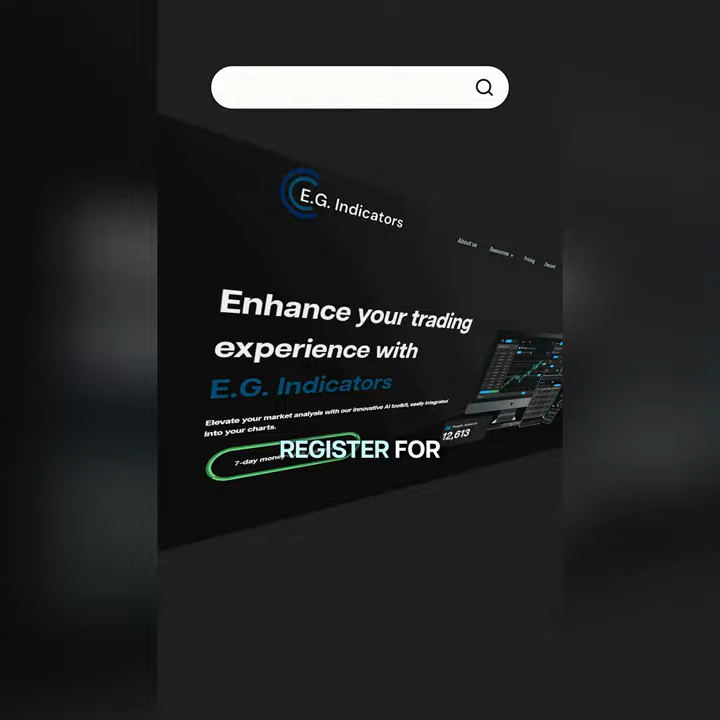 E.G. Indicators
About us
Resources
Pricing
Enhance your trading
experience with
E.G. Indicators
Elevate your market analysis with our innovative AI toolkit, easily integrated
into your charts.
7-day money
REGISTER FOR
12,613